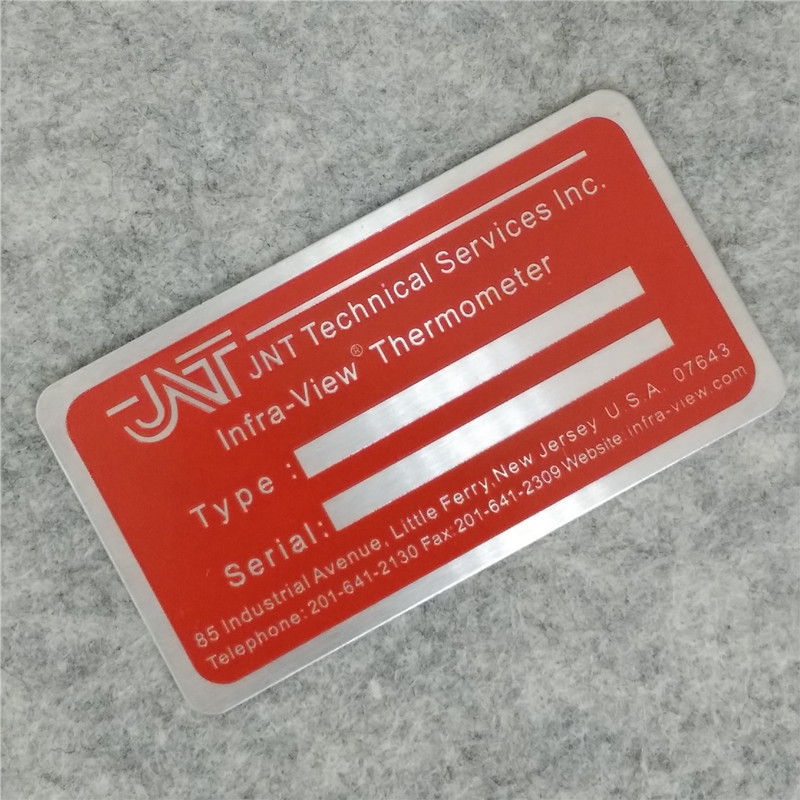 JNT JNT Technical Services Inc.
Infra-View® Thermometer
Type :
Serial:
85 Industrial Avenue, Little Ferry, New Jersey U.S.A. 07643
Telephone: 201-641-2130 Fax: 201-641-2309 Website. infra-view.com